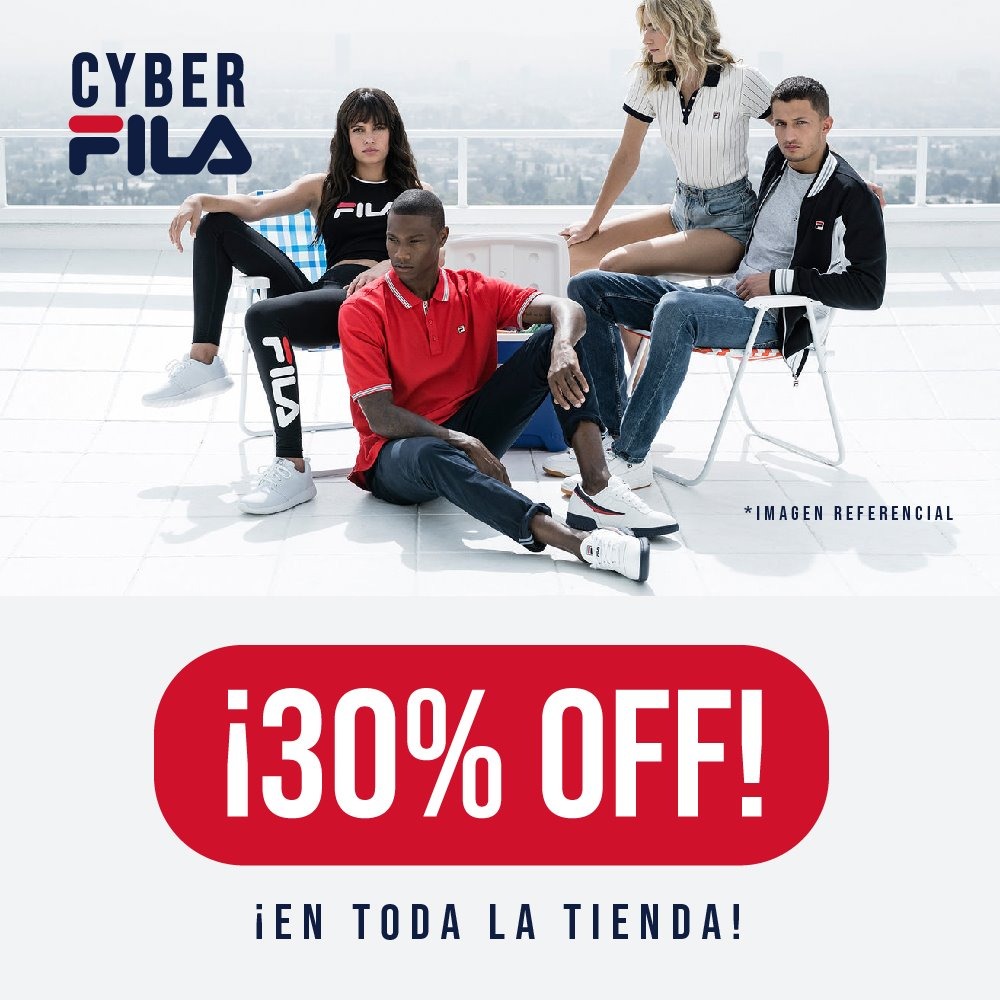 CYBER
FILA
FILA
FILA
*IMAGEN REFERENCIAL
¡30% OFF!
¡EN TODA LA TIENDA!